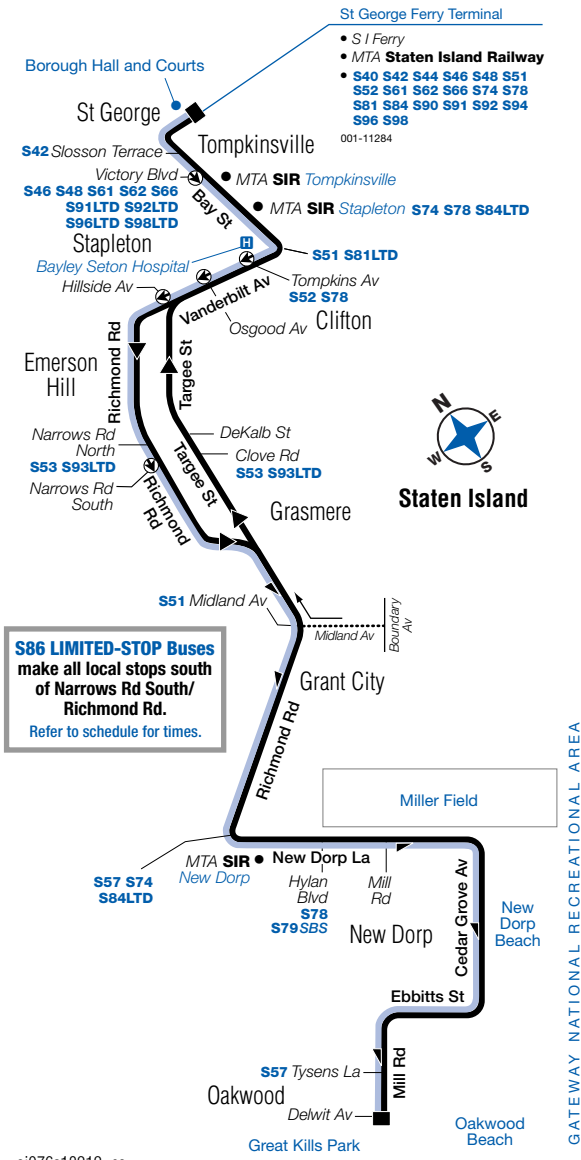 St George Ferry Terminal
• S I Ferry
• MTA Staten Island Railway
• S40 S42 S44 S46 S48 S51
S52 S61 S62 S66 S74 S78
S81 S84 S90 S91 S92 S94
S96 S98
001-11284
Borough Hall and Courts
St George
Tompkinsville
S42 Slosson Terrace
Victory Blvd
S46 S48 S61 S62 S66
S91LTD S92LTD
S96LTD S98LTD
Bay St
• MTA SIR Tompkinsville
• MTA SIR Stapleton S74 S78 S84LTD
Stapleton
H
Bayley Seton Hospital
S51 S81LTD
Hillside Av
Tompkins Av
S52 S78
Vanderbilt Av
Osgood Av
Clifton
Richmond Rd
Targee St
Emerson
Hill
N
E
W
S
Staten Island
Narrows Rd
North
S53 S93LTD
Narrows Rd
South
DeKalb St
Clove Rd
S53 S93LTD
Targee St
Richmond
Rd
Grasmere
S51 Midland Av
Midland Av
Boundary
Av
S86 LIMITED-STOP Buses
make all local stops south
of Narrows Rd South/
Richmond Rd.
Refer to schedule for times.
Grant City
Richmond Rd
Miller Field
GATEWAY NATIONAL RECREATIONAL AREA
S57 S74
S84LTD
MTA SIR •
New Dorp
New Dorp La
Hylan
Blvd
S78
S79SBS
Mill
Rd
New Dorp
Cedar Grove Av
New
Dorp
Beach
Ebbitts St
S57 Tysens La
Mill Rd
Oakwood
Delwit Av
Oakwood
Beach
Great Kills Park